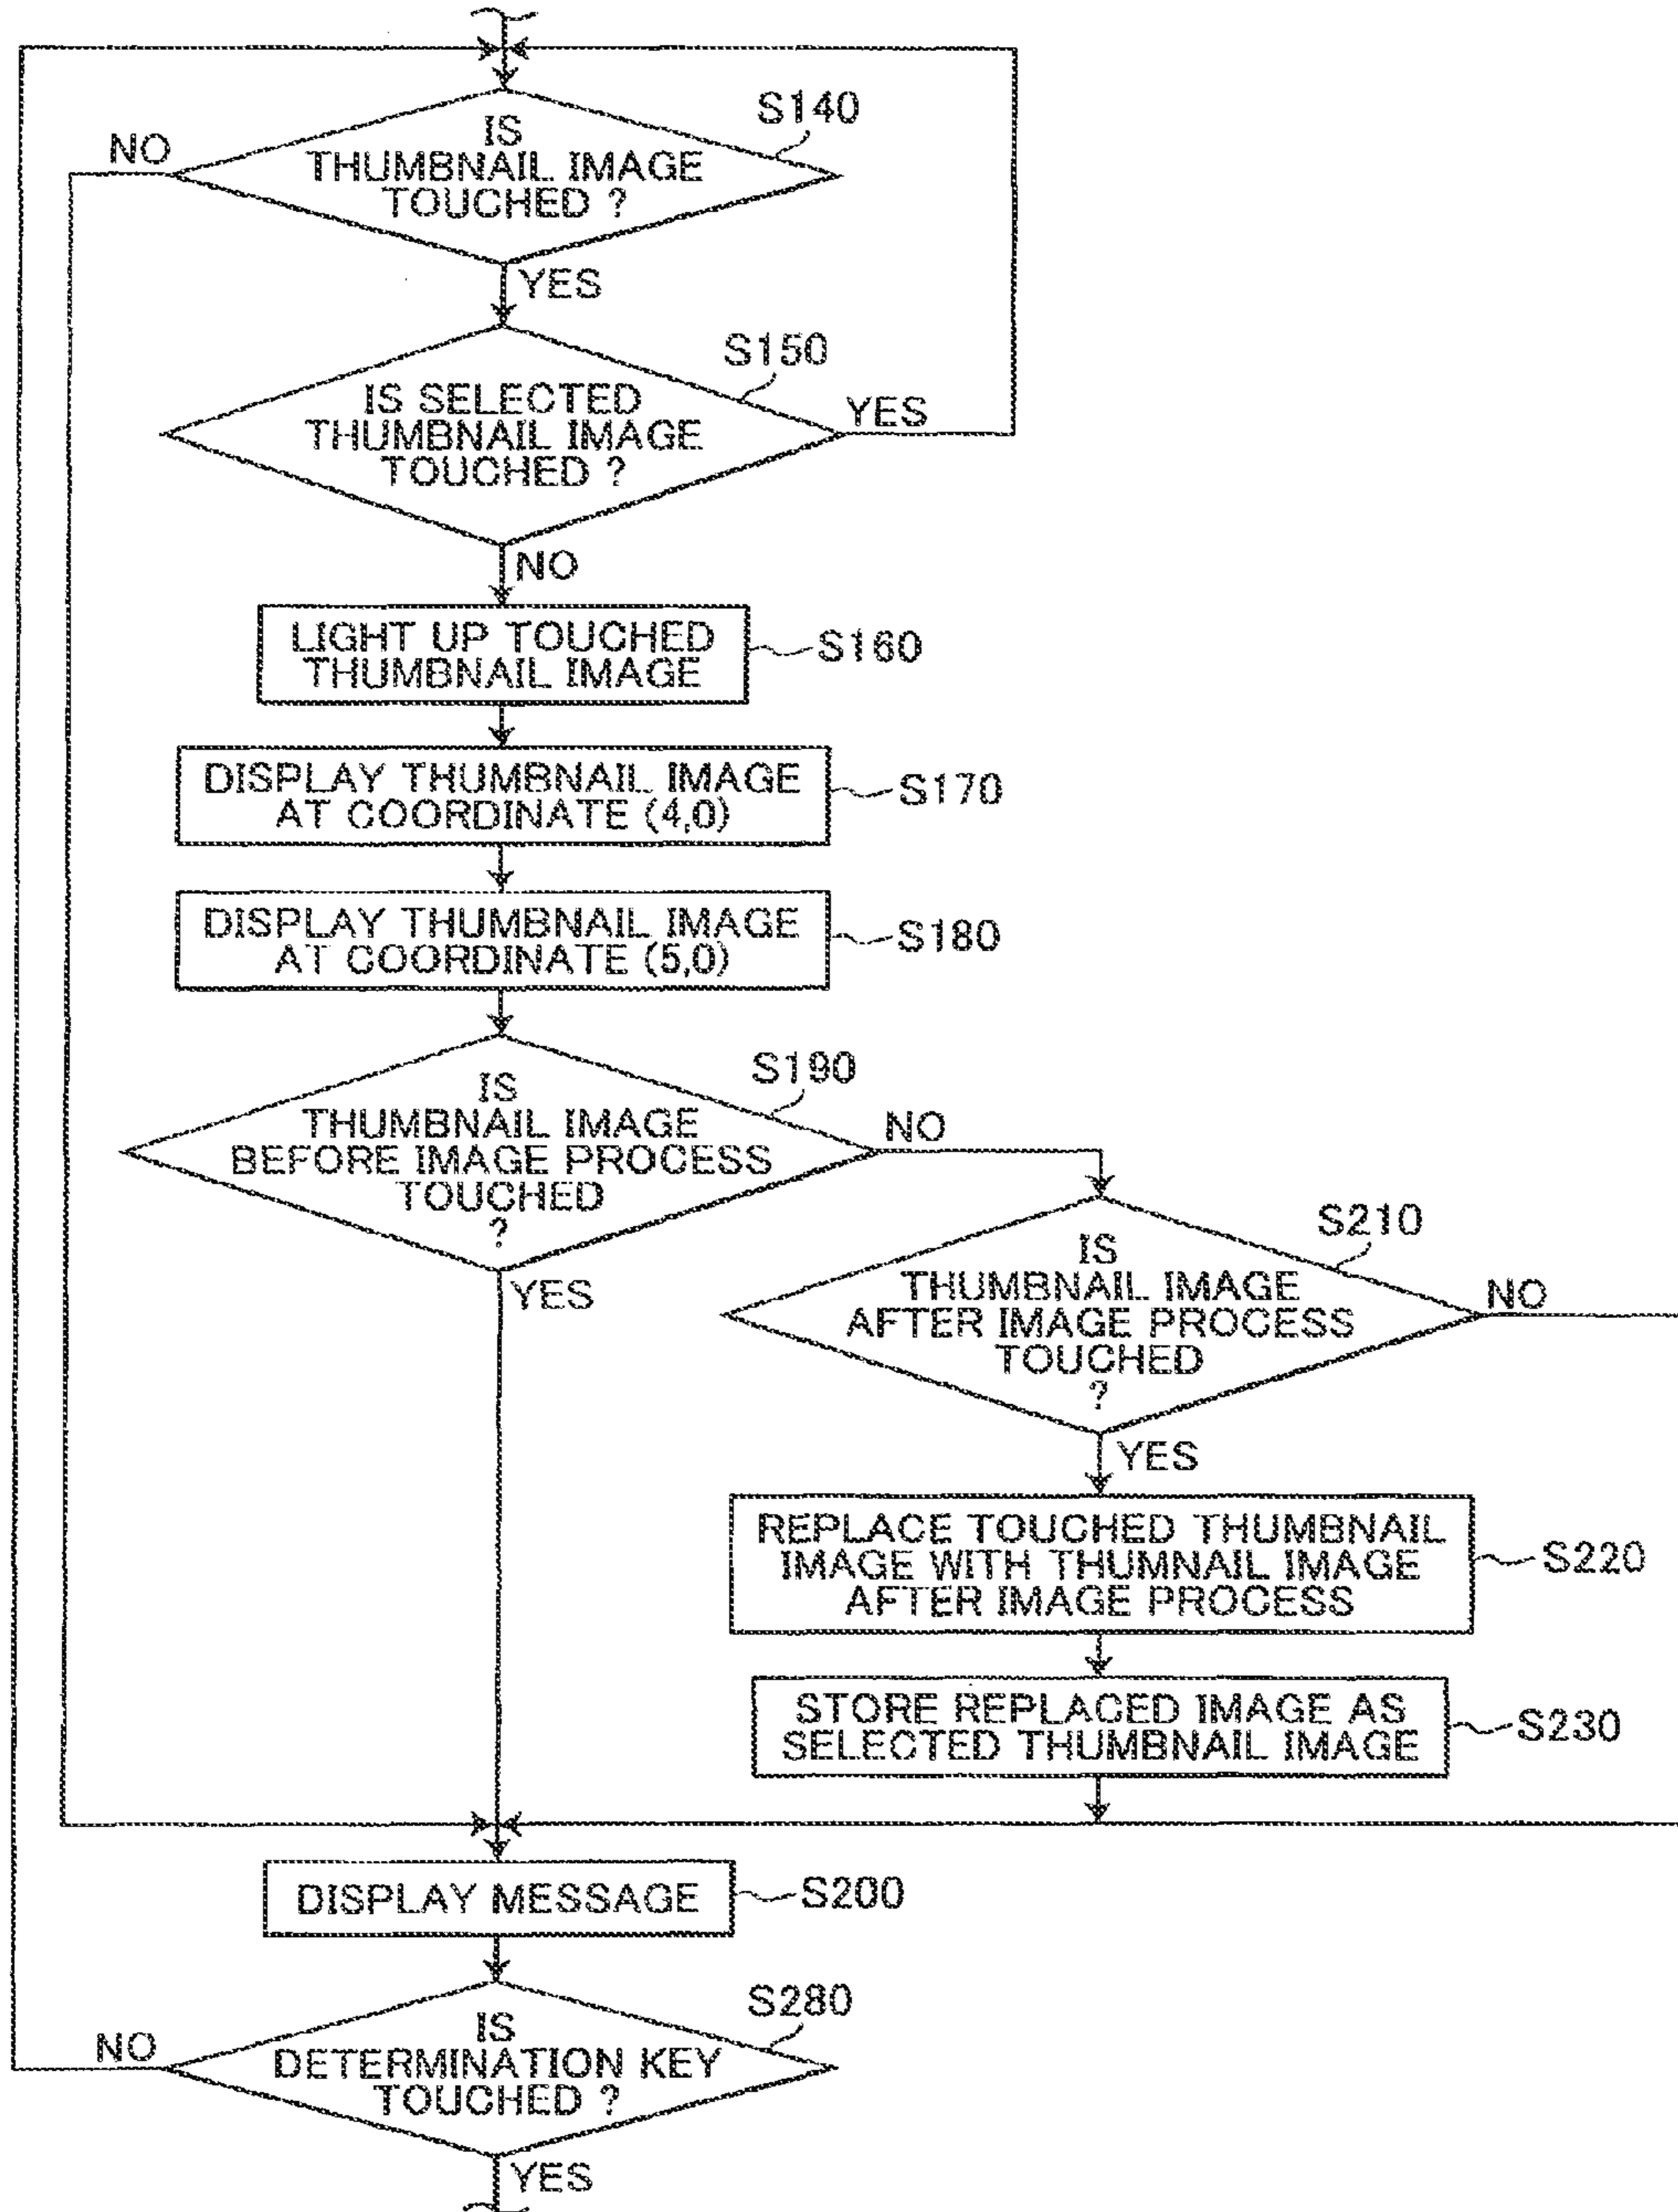 S140
NO
IS
THUMBNAIL IMAGE
TOUCHED ?
YES
S150
IS SELECTED
THUMBNAIL IMAGE
TOUCHED ?
YES
NO
LIGHT UP TOUCHED
THUMBNAIL IMAGE
S160
DISPLAY THUMBNAIL IMAGE
AT COORDINATE (4,0)
S170
DISPLAY THUMBNAIL IMAGE
AT COORDINATE (5,0)
S180
S190
IS
THUMBNAIL IMAGE
BEFORE IMAGE PROCESS
TOUCHED
?
NO
YES
S210
IS
THUMBNAIL IMAGE
AFTER IMAGE PROCESS
TOUCHED
?
NO
YES
REPLACE TOUCHED THUMBNAIL
IMAGE WITH THUMNAIL IMAGE
AFTER IMAGE PROCESS
S220
STORE REPLACED IMAGE AS
SELECTED THUMBNAIL IMAGE
S230
DISPLAY MESSAGE
S200
S280
NO
IS
DETERMINATION KEY
TOUCHED ?
YES